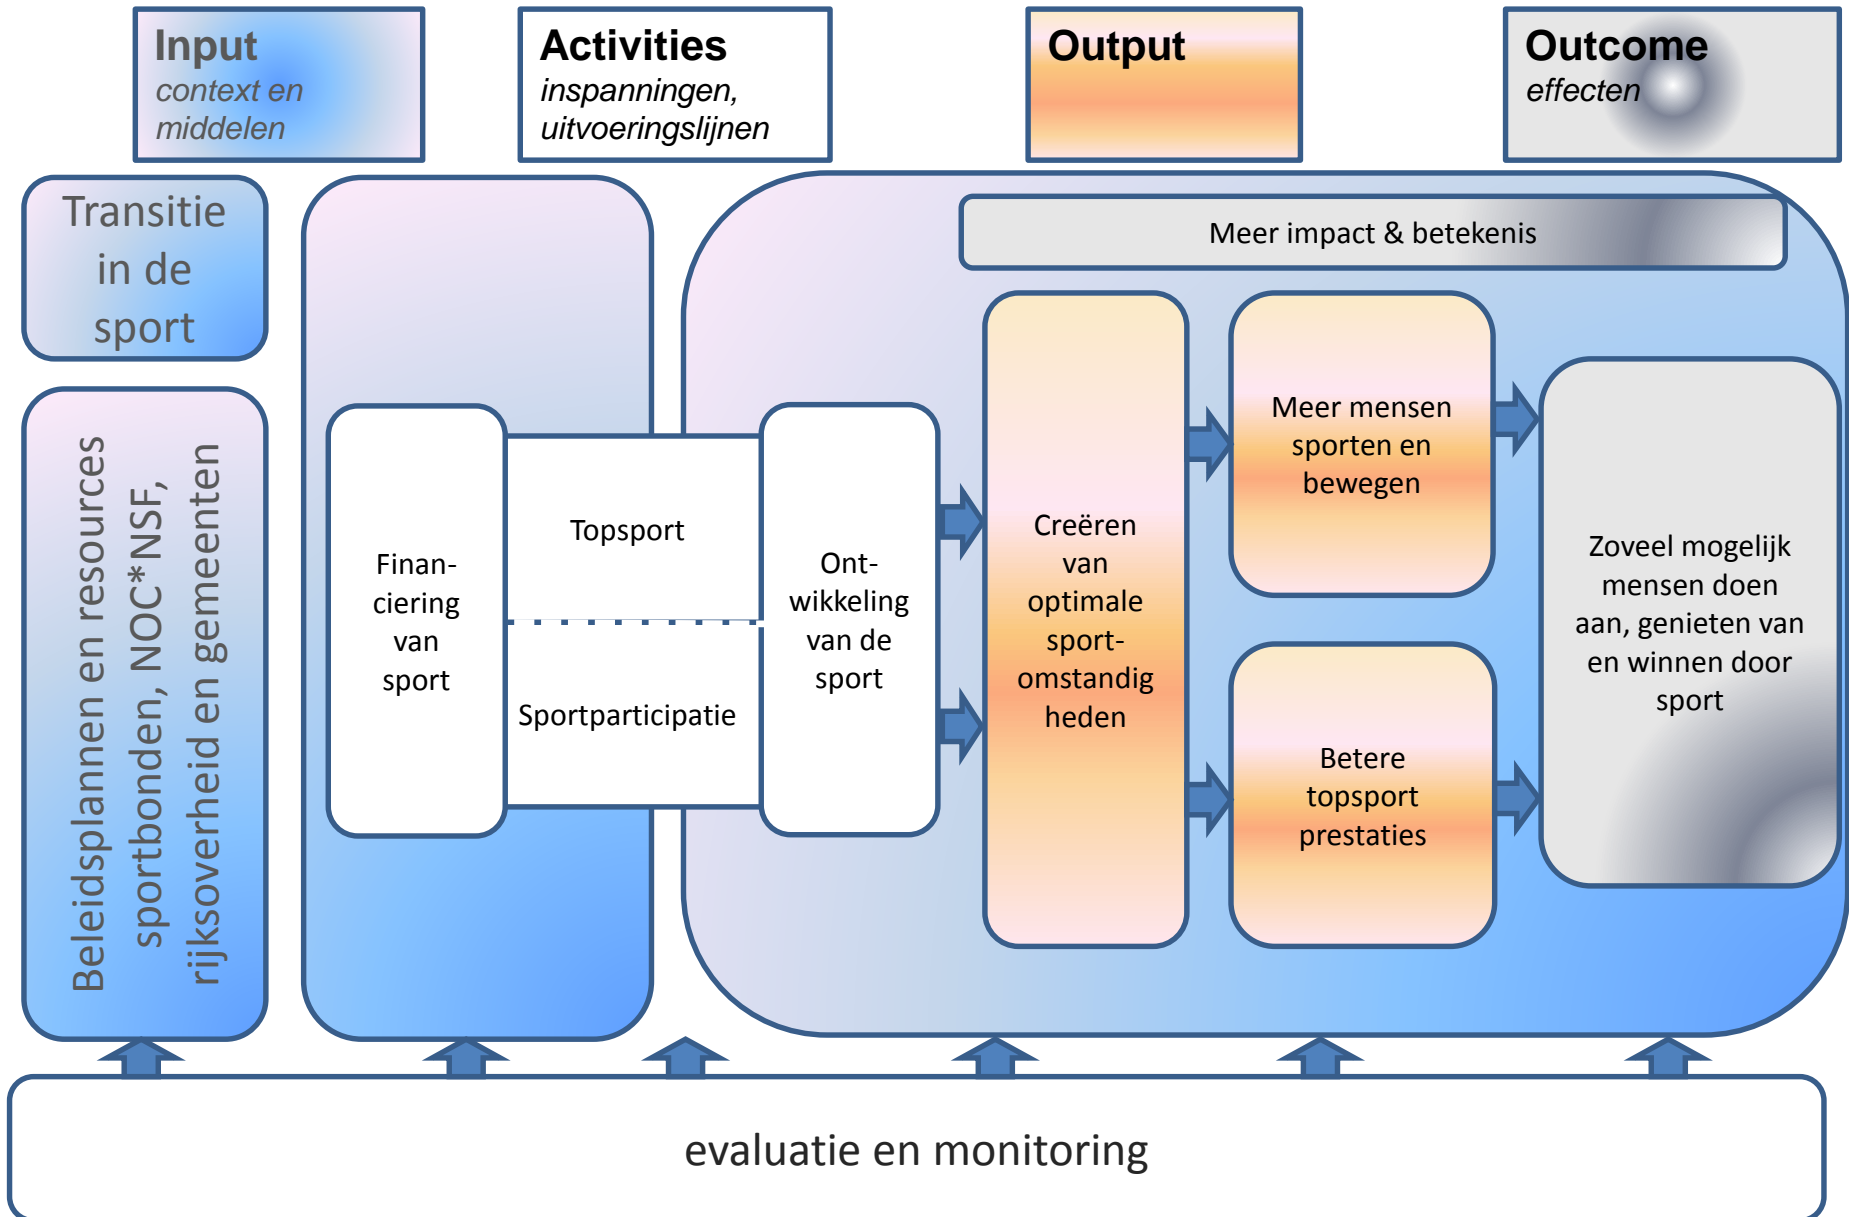 Input
context en
middelen
Activities
inspanningen,
uitvoeringslijnen
Output
Outcome
effecten
Transitie
in de
sport
Beleidsplannen en resources
sportbonden, NOC*NSF,
rijksoverheid en gemeenten
Meer impact & betekenis
Finan-
ciering
van
sport
Topsport
Sportparticipatie
Ont-
wikkeling
van de
sport
Creëren
van
optimale
sport-
omstandig
heden
Meer mensen
sporten en
bewegen
Betere
topsport
prestaties
Zoveel mogelijk
mensen doen
aan, genieten van
en winnen door
sport
evaluatie en monitoring